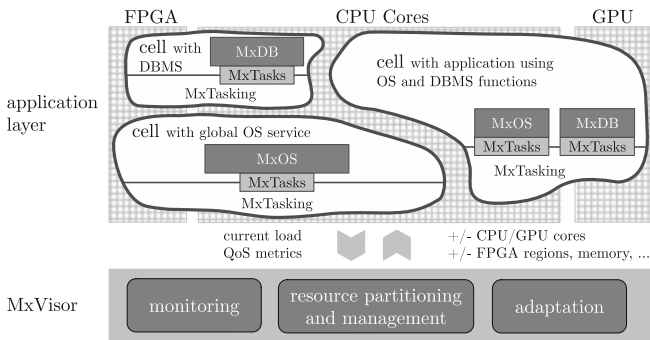 FPGA
CPU Cores
GPU
application
layer
cell with
DBMS
MxDB
MxTasks
MxTasking
cell with application using
OS and DBMS functions
MxOS
MxDB
MxTasks
MxTasks
MxTasking
cell with global OS service
MxOS
MxTasks
MxTasking
current load
QoS metrics
+/- CPU/GPU cores
+/- FPGA regions, memory, ...
MxVisor
monitoring
resource partitioning
and management
adaptation